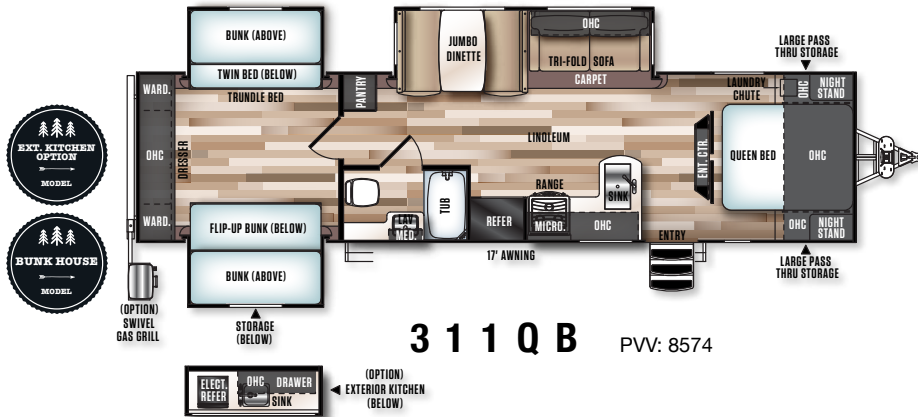 BUNK (ABOVE)
TWIN BED (BELOW)
TRUNDLE BED
WARD.
OHC
DRESSER
WARD.
PANTRY
JUMBO
DINETTE
OHC
TRI-FOLD SOFA
CARPET
LINOLEUM
LAUNDRY
CHUTE
LARGE PASS
THRU STORAGE
OHC
NIGHT
STAND
EXT. KITCHEN
OPTION
MODEL
BUNK HOUSE
MODEL
ENT. CTR.
QUEEN BED
OHC
FLIP-UP BUNK (BELOW)
BUNK (ABOVE)
LAV.
MED.
TUB
REFER
RANGE
MICRO.
SINK
OHC
OHC
NIGHT
STAND
ENTRY
17' AWNING
LARGE PASS
THRU STORAGE
(OPTION)
SWIVEL
GAS GRILL
STORAGE
(BELOW)
311QB
PVV: 8574
ELECT.
REFER
OHC
DRAWER
SINK
(OPTION)
EXTERIOR KITCHEN
(BELOW)